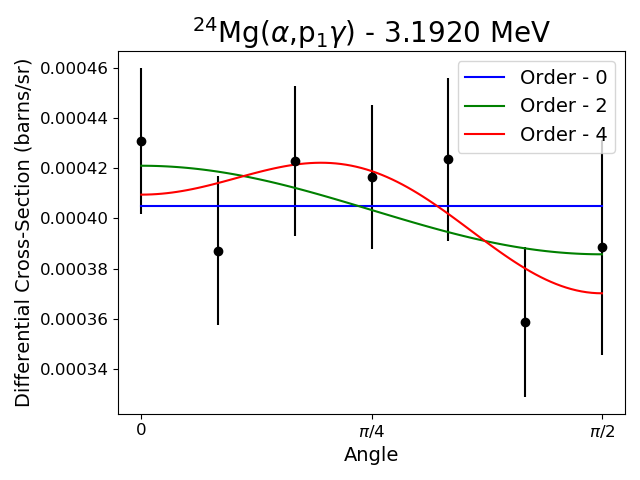 ²⁴Mg(α,p₁γ) - 3.1920 MeV
Differential Cross-Section (barns/sr)
0.00046
0.00044
0.00042
0.00040
0.00038
0.00036
0.00034
Order - 0
Order - 2
Order - 4
0
π/4
π/2
Angle